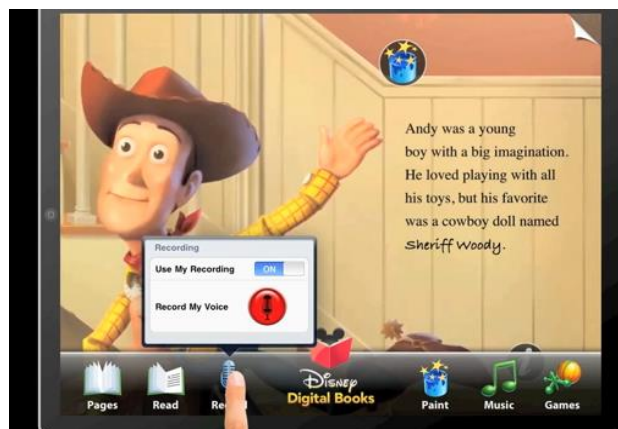 Andy was a young
boy with a big imagination.
He loved playing with all
his toys, but his favorite
was a cowboy doll named
Sheriff Woody.
Recording
Use My Recording ON
Record My Voice
Pages Read Disney Digital Books Paint Music Games